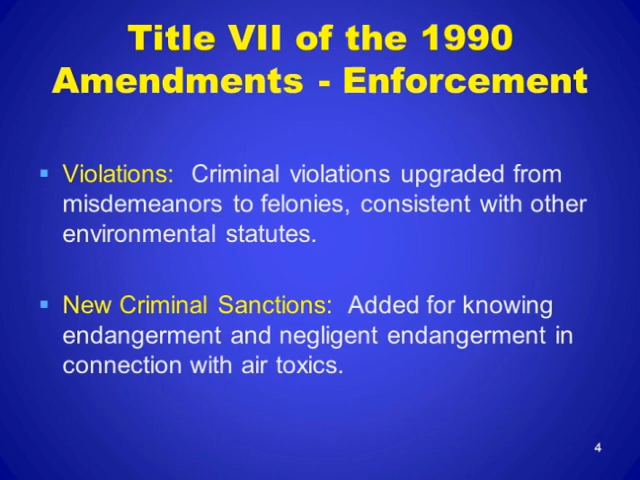 Title VII of the 1990
Amendments - Enforcement
▪ Violations: Criminal violations upgraded from
misdemeanors to felonies, consistent with other
environmental statutes.
▪ New Criminal Sanctions: Added for knowing
endangerment and negligent endangerment in
connection with air toxics.
4